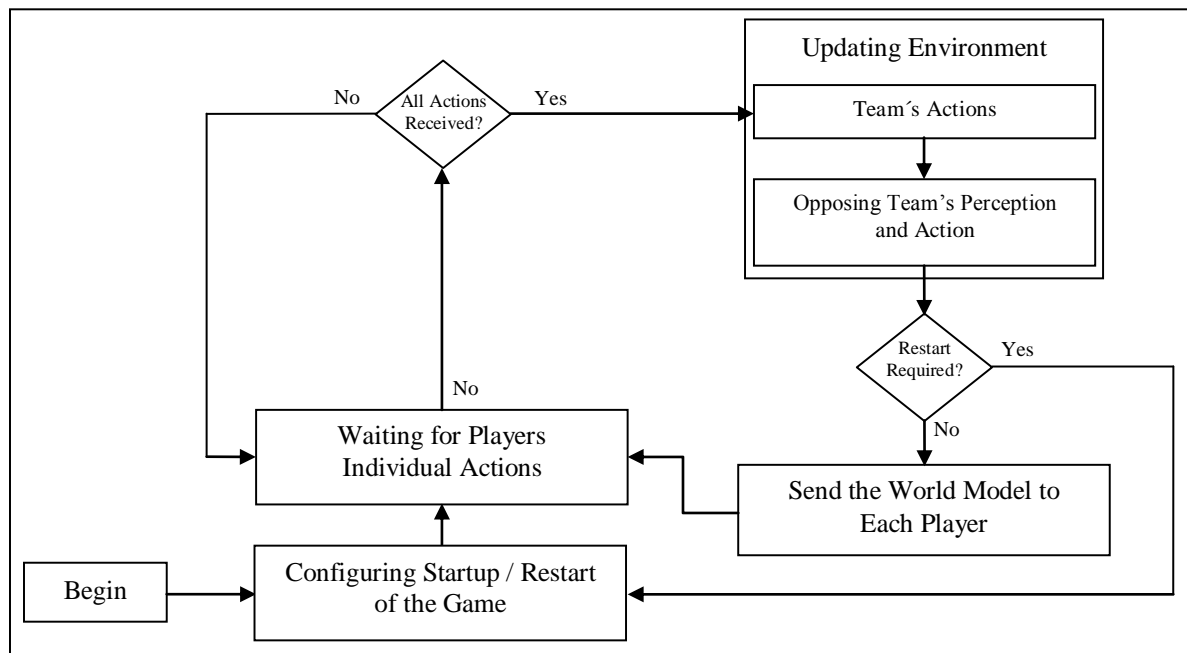 Updating Environment
No
All Actions
Received?
Yes
Team´s Actions
Opposing Team’s Perception
and Action
Restart
Required?
Yes
No
No
Waiting for Players
Individual Actions
Send the World Model to
Each Player
Begin
Configuring Startup / Restart
of the Game